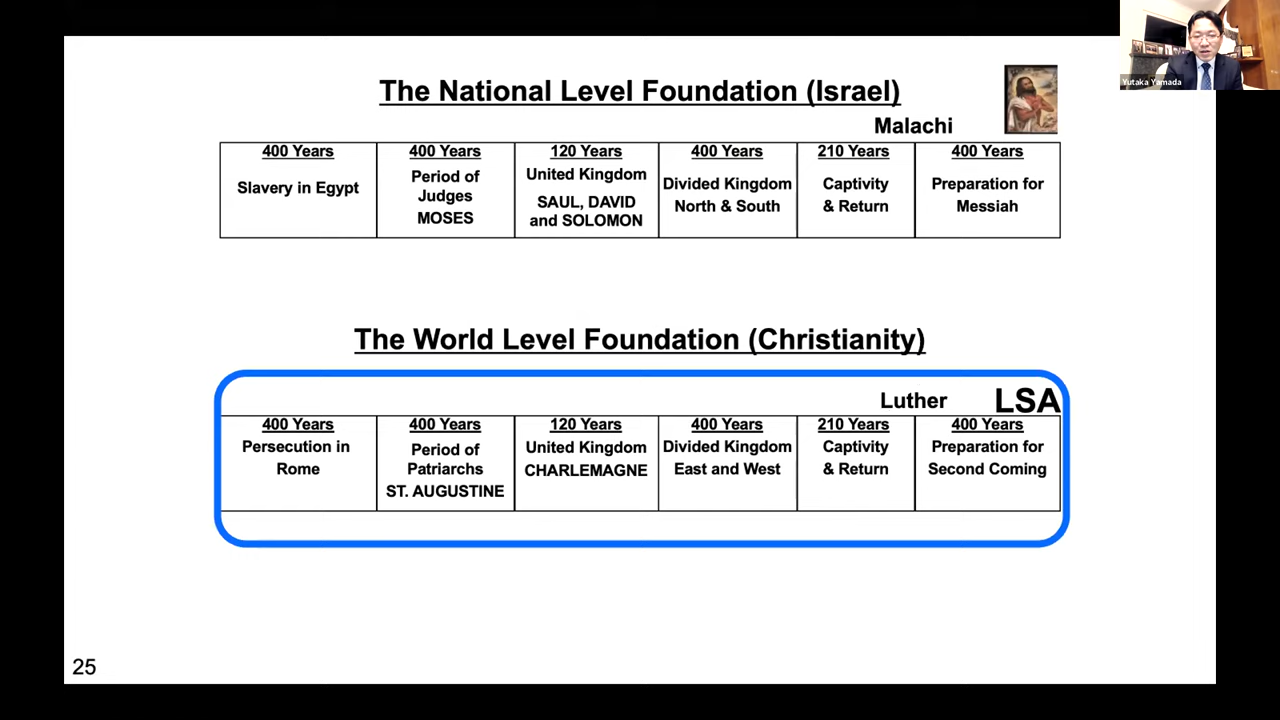 Yutaka Yamada
The National Level Foundation (Israel)
Malachi
400 Years
Slavery in Egypt
400 Years
Period of
Judges
MOSES
120 Years
United Kingdom
SAUL, DAVID
and SOLOMON
400 Years
Divided Kingdom
North & South
210 Years
Captivity
& Return
400 Years
Preparation for
Messiah
The World Level Foundation (Christianity)
Luther
LSA
400 Years
Persecution in
Rome
400 Years
Period of
Patriarchs
ST. AUGUSTINE
120 Years
United Kingdom
CHARLEMAGNE
400 Years
Divided Kingdom
East and West
210 Years
Captivity
& Return
400 Years
Preparation for
Second Coming
25